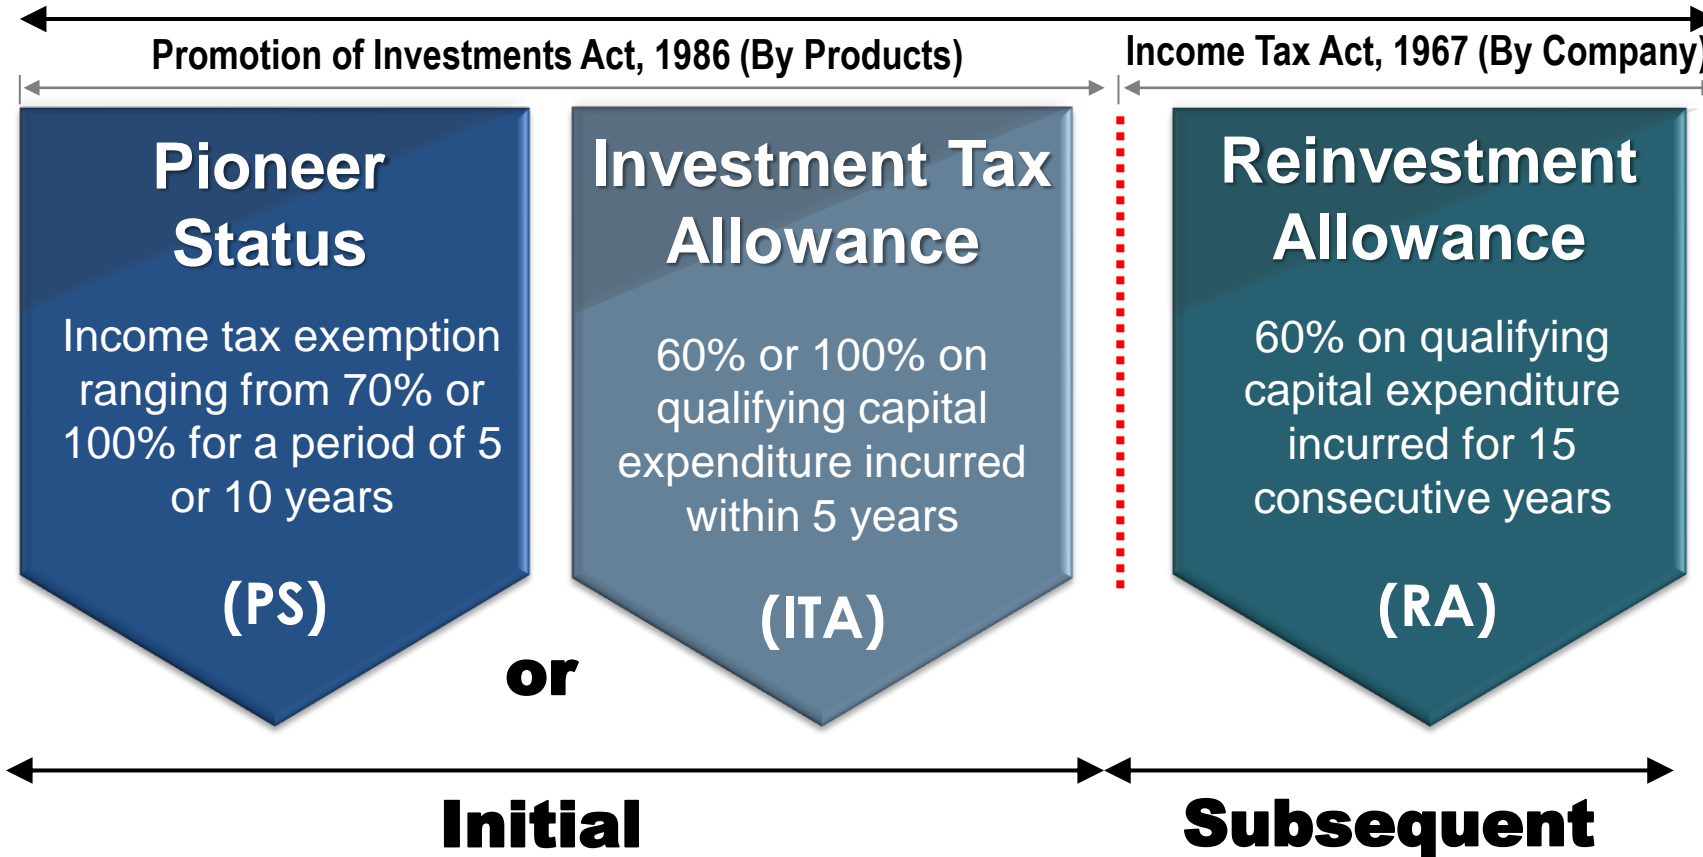 Promotion of Investments Act, 1986 (By Products)
Income Tax Act, 1967 (By Company)
Pioneer
Status
Income tax exemption
ranging from 70% or
100% for a period of 5
or 10 years
(PS)
or
Investment Tax
Allowance
60% or 100% on
qualifying capital
expenditure incurred
within 5 years
(ITA)
Reinvestment
Allowance
60% on qualifying
capital expenditure
incurred for 15
consecutive years
(RA)
Initial
Subsequent